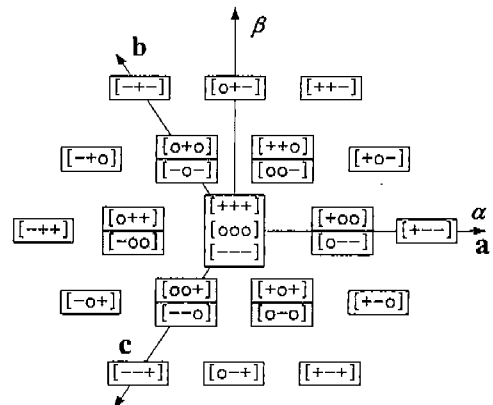 β
b
[-+-] [o+-] [++-]
[o+o] [++o]
[-+o] [+o-]
[-o-] [oo-]
[+++]
[o++] [+oo] α
[-++] [ooo] [+--]
[-oo] [o--] a
[---]
[oo+] [+o+]
[-o+] [+-o]
[--o] [o-o]
c
[--+] [o-+] [+-+]